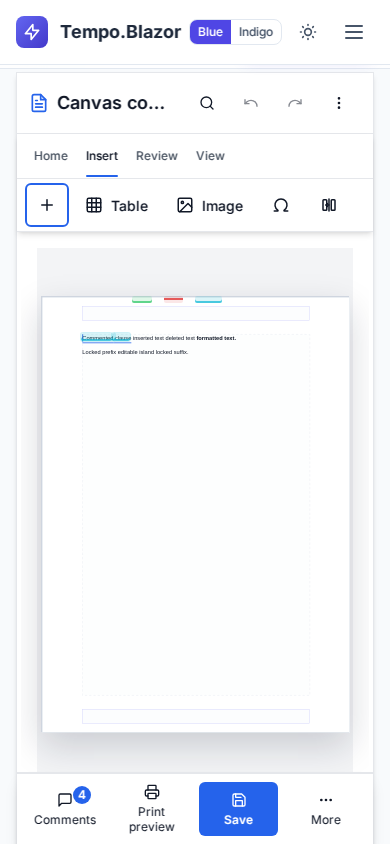 Tempo.Blazor Blue Indigo
Canvas co...
Home Insert Review View
Table Image Ω
Commented clause inserted text deleted text formatted text.
Locked prefix editable island locked suffix.
Comments 4
Print
preview
Save
More